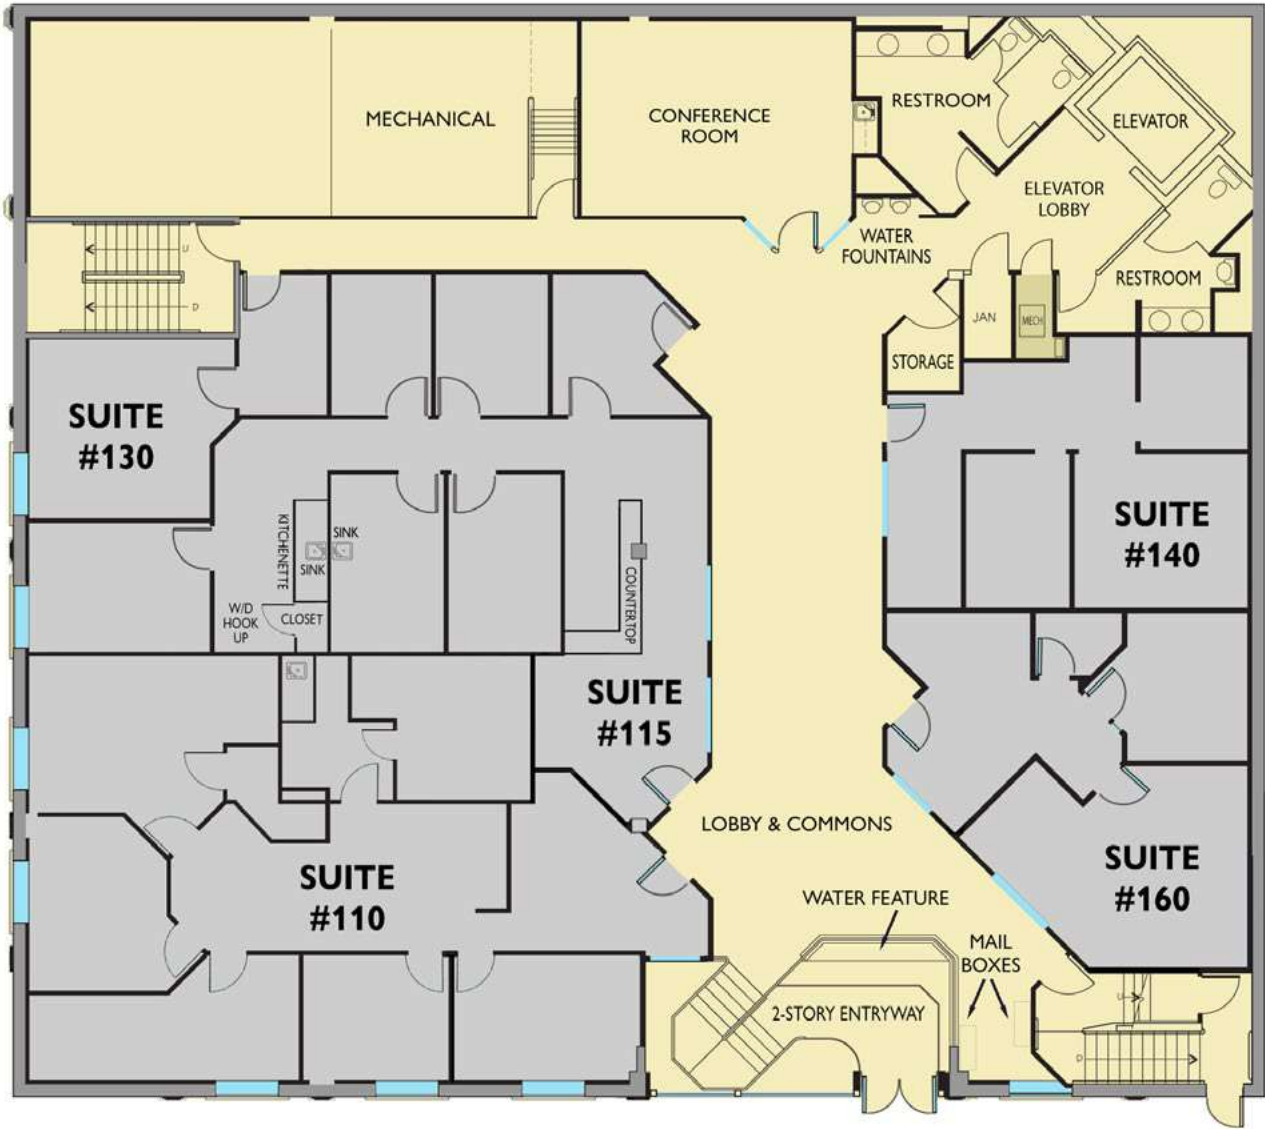 MECHANICAL
CONFERENCE
ROOM
RESTROOM
ELEVATOR
ELEVATOR
LOBBY
WATER
FOUNTAINS
RESTROOM
U
D
JAN
MECH
STORAGE
SUITE
#130
SUITE
#140
KITCHENETTE
SINK
SINK
W/D
HOOK
UP
CLOSET
COUNTERTOP
SUITE
#115
LOBBY & COMMONS
SUITE
#110
SUITE
#160
WATER FEATURE
MAIL
BOXES
2-STORY ENTRYWAY
U
D